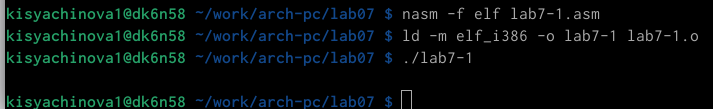 kisyachinova1@dk6n58 ~/work/arch-pc/lab07 $ nasm -f elf lab7-1.asm
kisyachinova1@dk6n58 ~/work/arch-pc/lab07 $ ld -m elf_i386 -o lab7-1 lab7-1.o
kisyachinova1@dk6n58 ~/work/arch-pc/lab07 $ ./lab7-1

kisyachinova1@dk6n58 ~/work/arch-pc/lab07 $